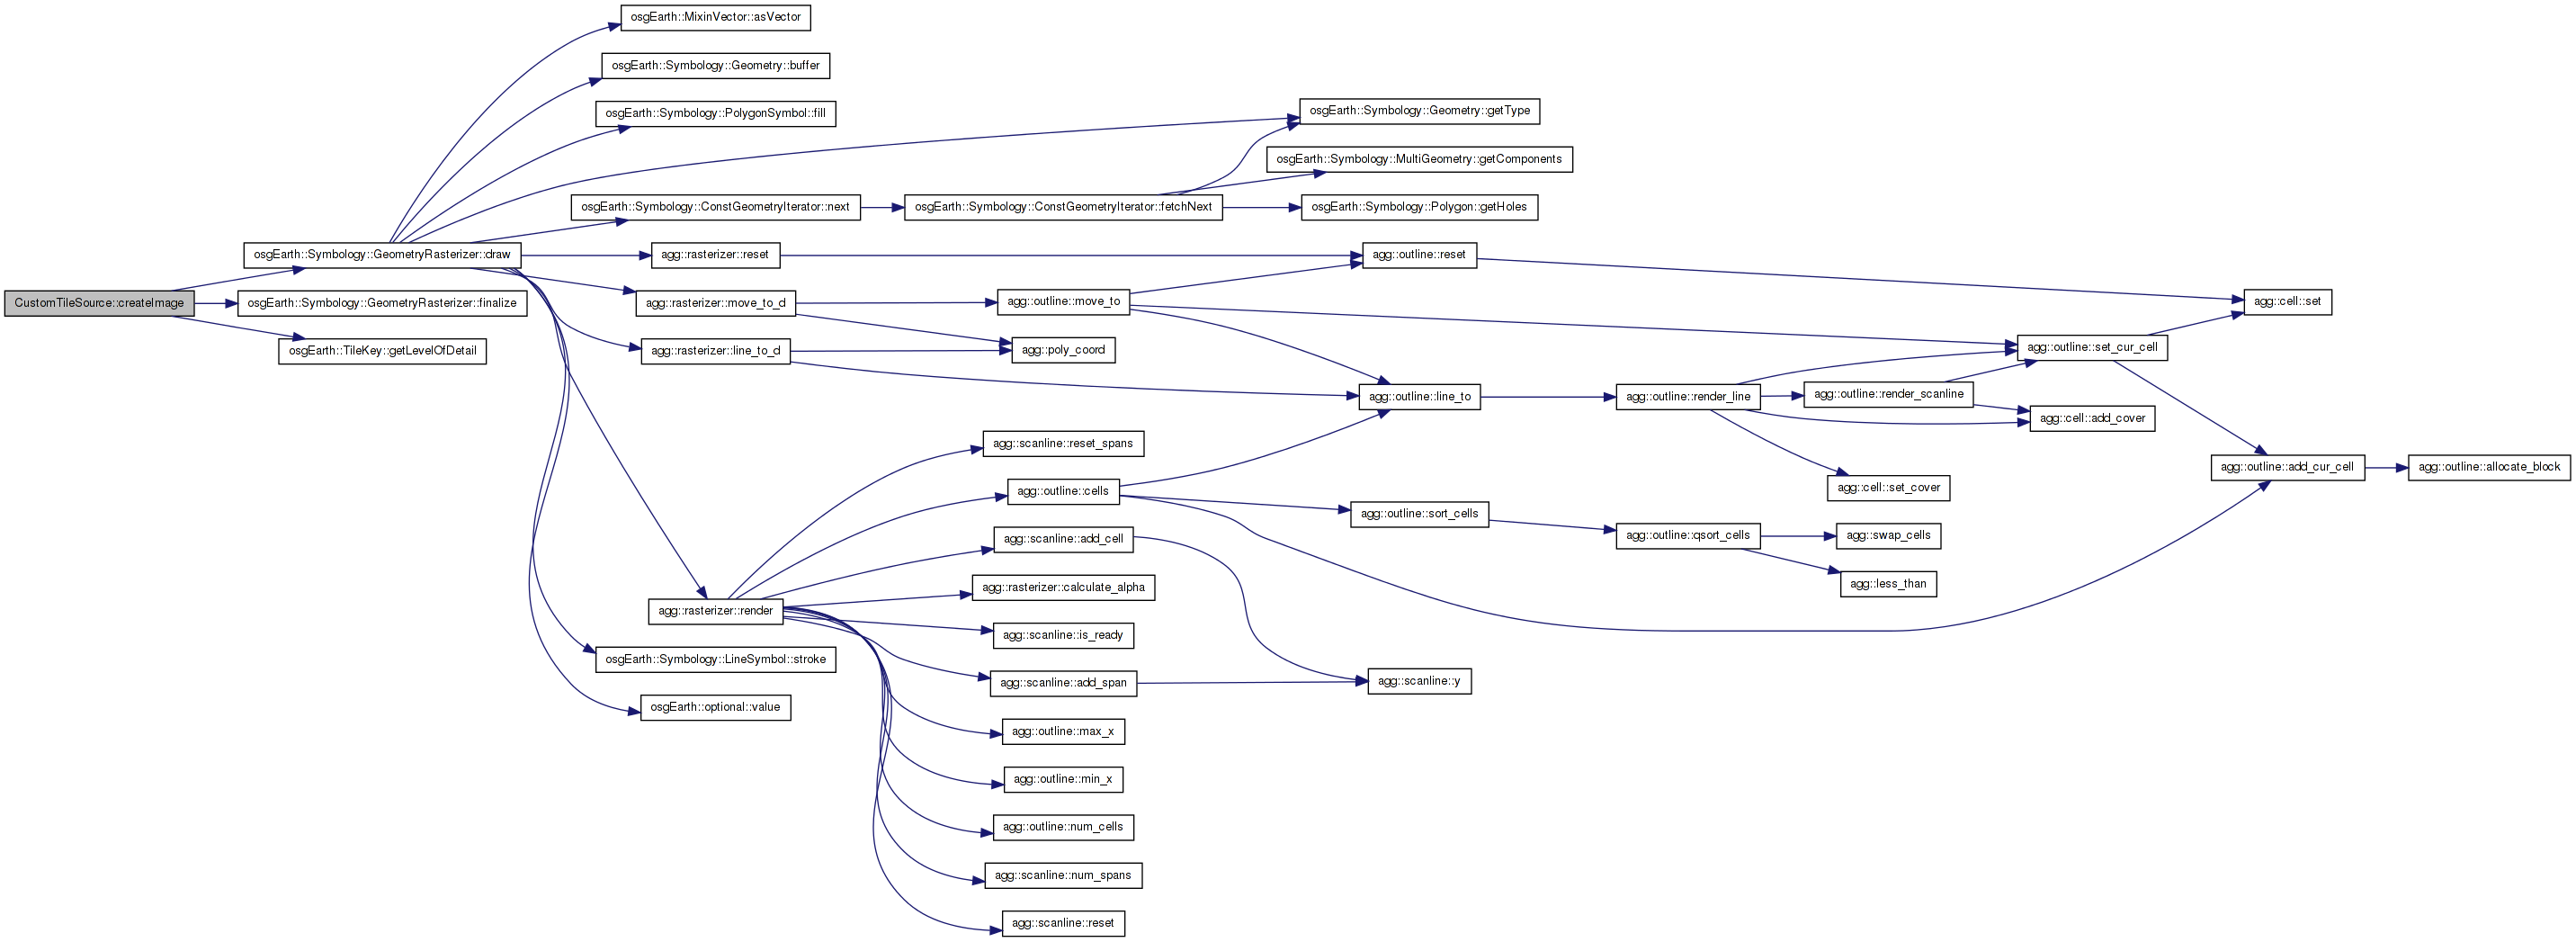 CustomTileSource::createImage
osgEarth::Symbology::GeometryRasterizer::draw
osgEarth::Symbology::GeometryRasterizer::finalize
osgEarth::TileKey::getLevelOfDetail
osgEarth::MixinVector::asVector
osgEarth::Symbology::Geometry::buffer
osgEarth::Symbology::PolygonSymbol::fill
osgEarth::Symbology::ConstGeometryIterator::next
agg::rasterizer::reset
agg::rasterizer::move_to_d
agg::rasterizer::line_to_d
agg::rasterizer::render
osgEarth::Symbology::LineSymbol::stroke
osgEarth::optional::value
osgEarth::Symbology::ConstGeometryIterator::fetchNext
agg::outline::move_to
agg::poly_coord
agg::scanline::reset_spans
agg::outline::cells
agg::scanline::add_cell
agg::rasterizer::calculate_alpha
agg::scanline::is_ready
agg::scanline::add_span
agg::outline::max_x
agg::outline::min_x
agg::outline::num_cells
agg::scanline::num_spans
agg::scanline::reset
osgEarth::Symbology::Geometry::getType
osgEarth::Symbology::MultiGeometry::getComponents
osgEarth::Symbology::Polygon::getHoles
agg::outline::reset
agg::outline::line_to
agg::outline::sort_cells
agg::scanline::y
agg::outline::render_line
agg::outline::qsort_cells
agg::outline::render_scanline
agg::cell::set_cover
agg::swap_cells
agg::less_than
agg::outline::set_cur_cell
agg::cell::add_cover
agg::cell::set
agg::outline::add_cur_cell
agg::outline::allocate_block